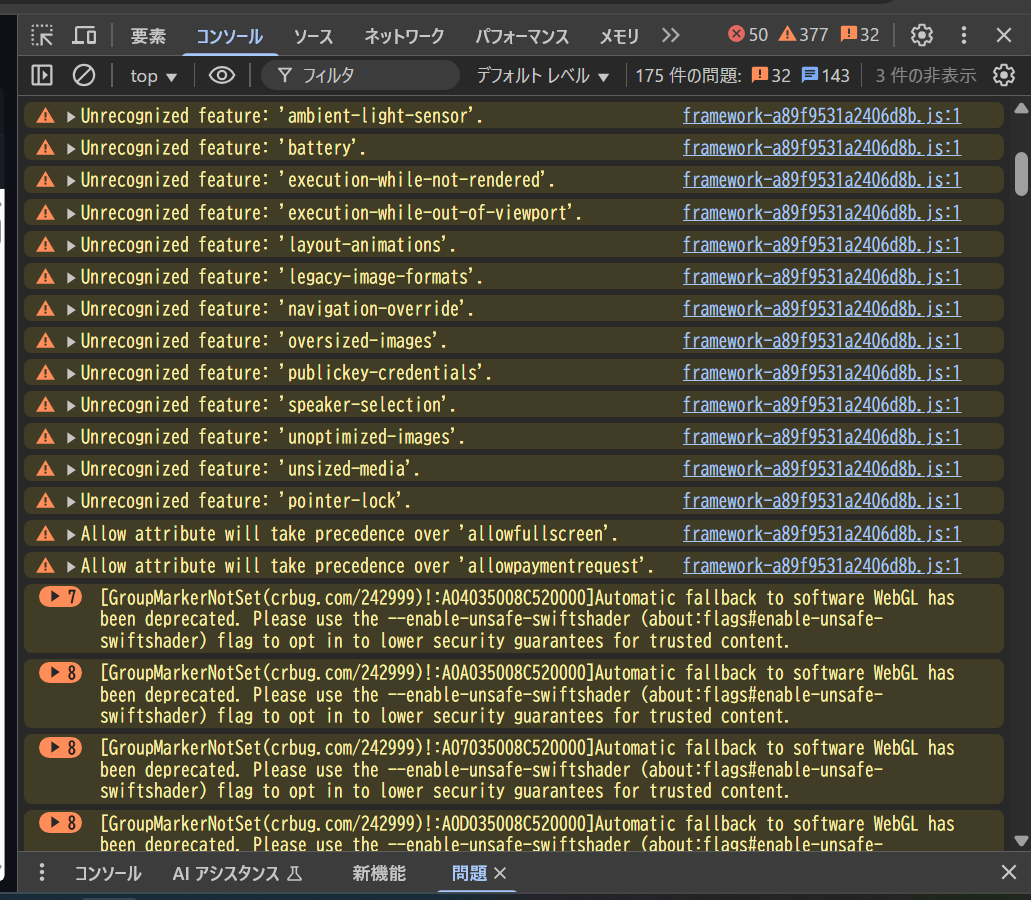 要素 コンソール ソース ネットワーク パフォーマンス メモリ 50 377 32
top フィルタ デフォルト レベル 175 件の問題: 32 143 3 件の非表示
Unrecognized feature: 'ambient-light-sensor'. framework-a89f9531a2406d8b.js:1
Unrecognized feature: 'battery'. framework-a89f9531a2406d8b.js:1
Unrecognized feature: 'execution-while-not-rendered'. framework-a89f9531a2406d8b.js:1
Unrecognized feature: 'execution-while-out-of-viewport'. framework-a89f9531a2406d8b.js:1
Unrecognized feature: 'layout-animations'. framework-a89f9531a2406d8b.js:1
Unrecognized feature: 'legacy-image-formats'. framework-a89f9531a2406d8b.js:1
Unrecognized feature: 'navigation-override'. framework-a89f9531a2406d8b.js:1
Unrecognized feature: 'oversized-images'. framework-a89f9531a2406d8b.js:1
Unrecognized feature: 'publickey-credentials'. framework-a89f9531a2406d8b.js:1
Unrecognized feature: 'speaker-selection'. framework-a89f9531a2406d8b.js:1
Unrecognized feature: 'unoptimized-images'. framework-a89f9531a2406d8b.js:1
Unrecognized feature: 'unsized-media'. framework-a89f9531a2406d8b.js:1
Unrecognized feature: 'pointer-lock'. framework-a89f9531a2406d8b.js:1
Allow attribute will take precedence over 'allowfullscreen'. framework-a89f9531a2406d8b.js:1
Allow attribute will take precedence over 'allowpaymentrequest'. framework-a89f9531a2406d8b.js:1
7 [GroupMarkerNotSet(crbug.com/242999)!:A04035008C520000]Automatic fallback to software WebGL has
been deprecated. Please use the --enable-unsafe-swiftshader (about:flags#enable-unsafe-
swiftshader) flag to opt in to lower security guarantees for trusted content.
8 [GroupMarkerNotSet(crbug.com/242999)!:A0A035008C520000]Automatic fallback to software WebGL has
been deprecated. Please use the --enable-unsafe-swiftshader (about:flags#enable-unsafe-
swiftshader) flag to opt in to lower security guarantees for trusted content.
8 [GroupMarkerNotSet(crbug.com/242999)!:A07035008C520000]Automatic fallback to software WebGL has
been deprecated. Please use the --enable-unsafe-swiftshader (about:flags#enable-unsafe-
swiftshader) flag to opt in to lower security guarantees for trusted content.
8 [GroupMarkerNotSet(crbug.com/242999)!:A0D035008C520000]Automatic fallback to software WebGL has
been deprecated. Please use the --enable-unsafe-swiftshader (about:flags#enable-unsafe-
コンソール AI アシスタンス 新機能 問題